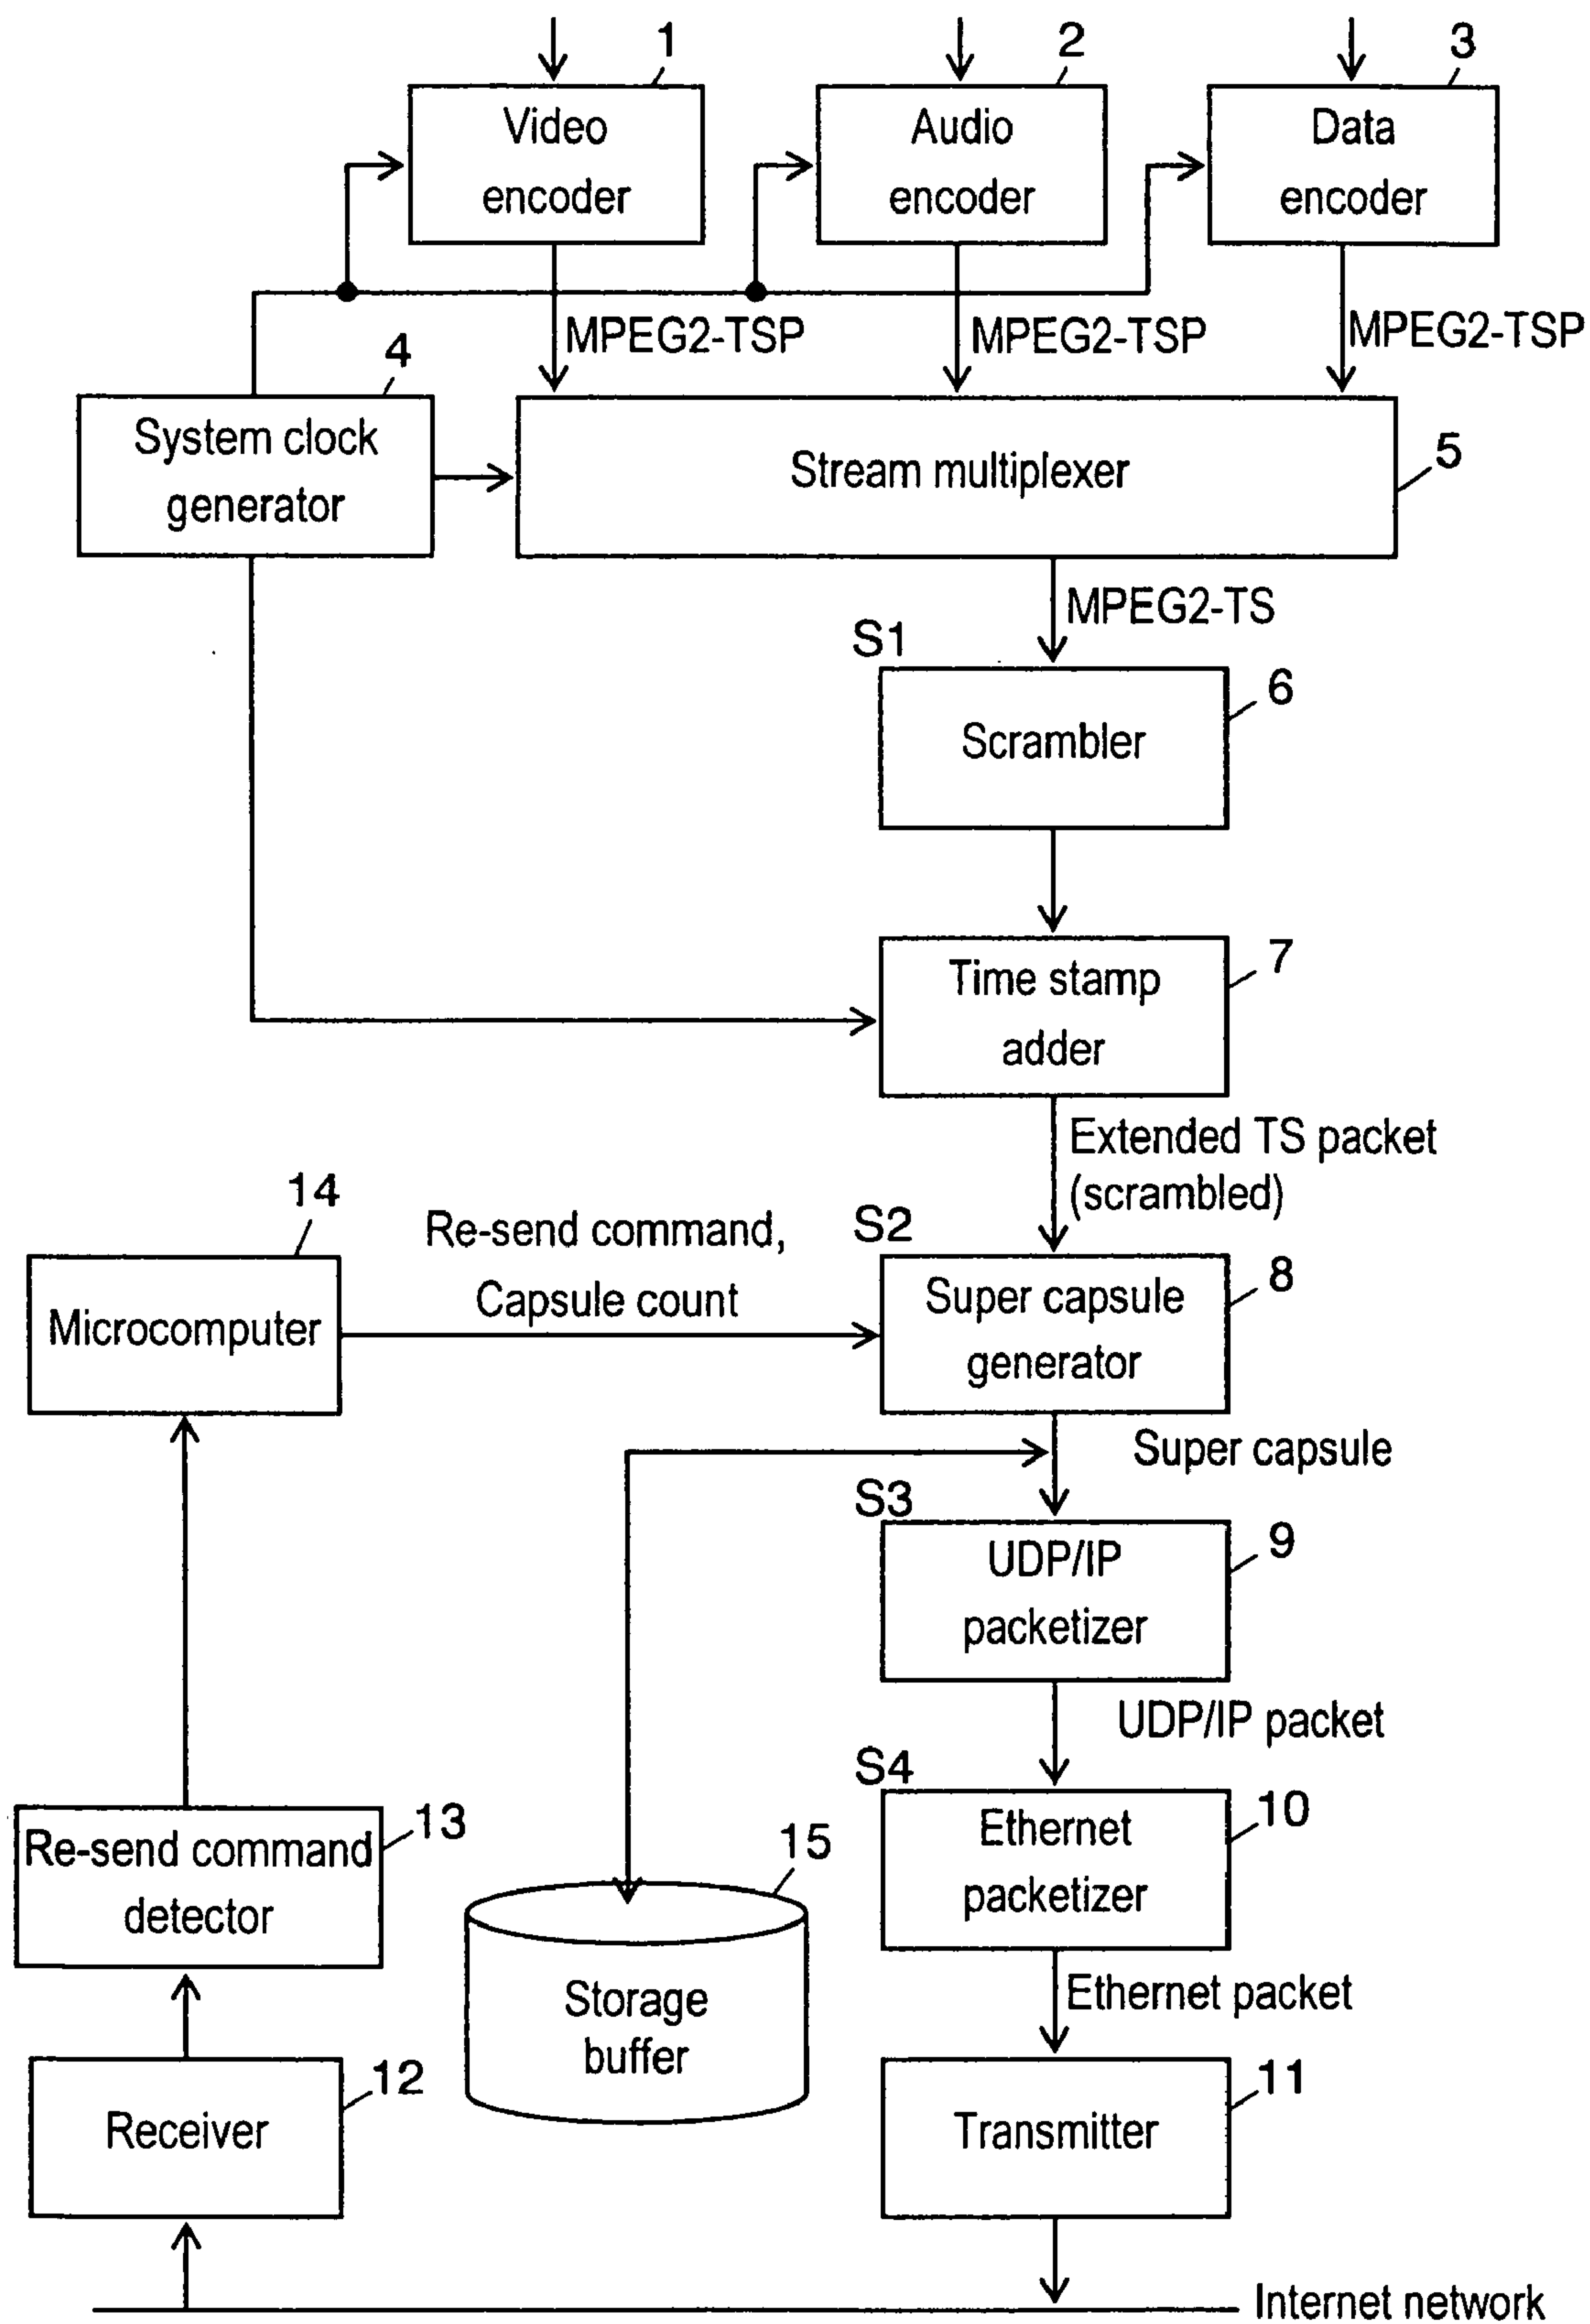 1
2
3
Video
encoder
Audio
encoder
Data
encoder
MPEG2-TSP
MPEG2-TSP
MPEG2-TSP
4
System clock
generator
Stream multiplexer
5
MPEG2-TS
S1
6
Scrambler
7
Time stamp
adder
Extended TS packet
(scrambled)
14
Re-send command,
Capsule count
S2
8
Microcomputer
Super capsule
generator
Super capsule
S3
9
UDP/IP
packetizer
UDP/IP packet
S4
10
Ethernet
packetizer
13
Re-send command
detector
15
Storage
buffer
Ethernet packet
12
Receiver
11
Transmitter
Internet network